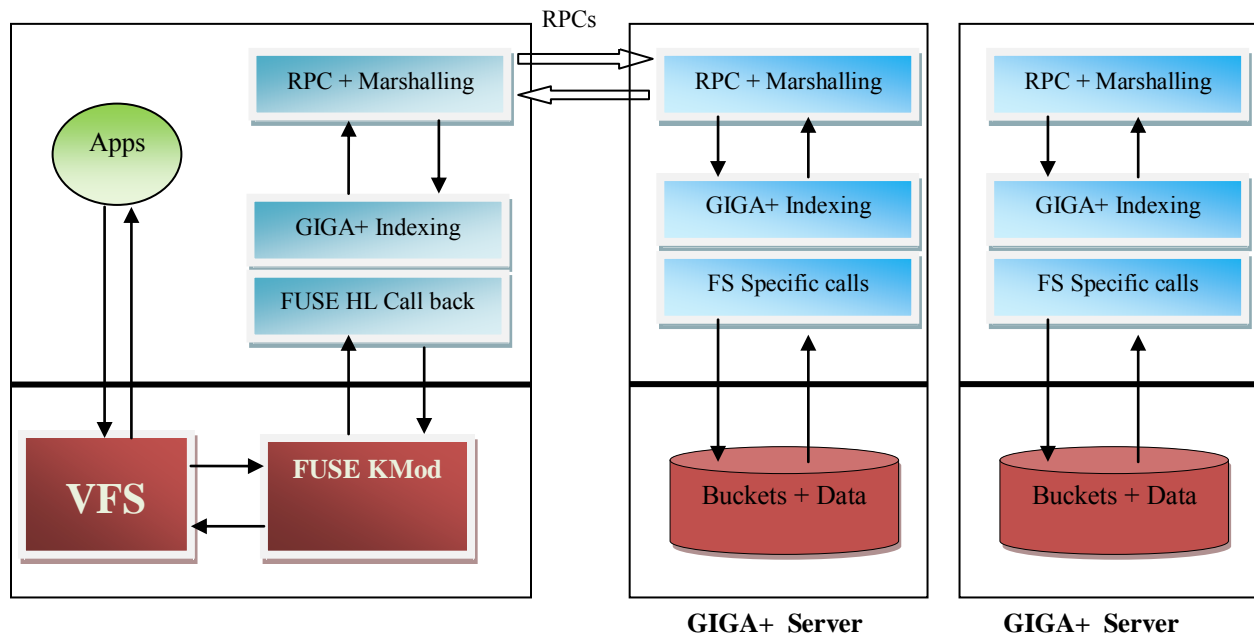 RPCs
RPC + Marshalling
Apps
GIGA+ Indexing
FUSE HL Call back
VFS
FUSE KMod
RPC + Marshalling
GIGA+ Indexing
FS Specific calls
Buckets + Data
GIGA+ Server
RPC + Marshalling
GIGA+ Indexing
FS Specific calls
Buckets + Data
GIGA+ Server